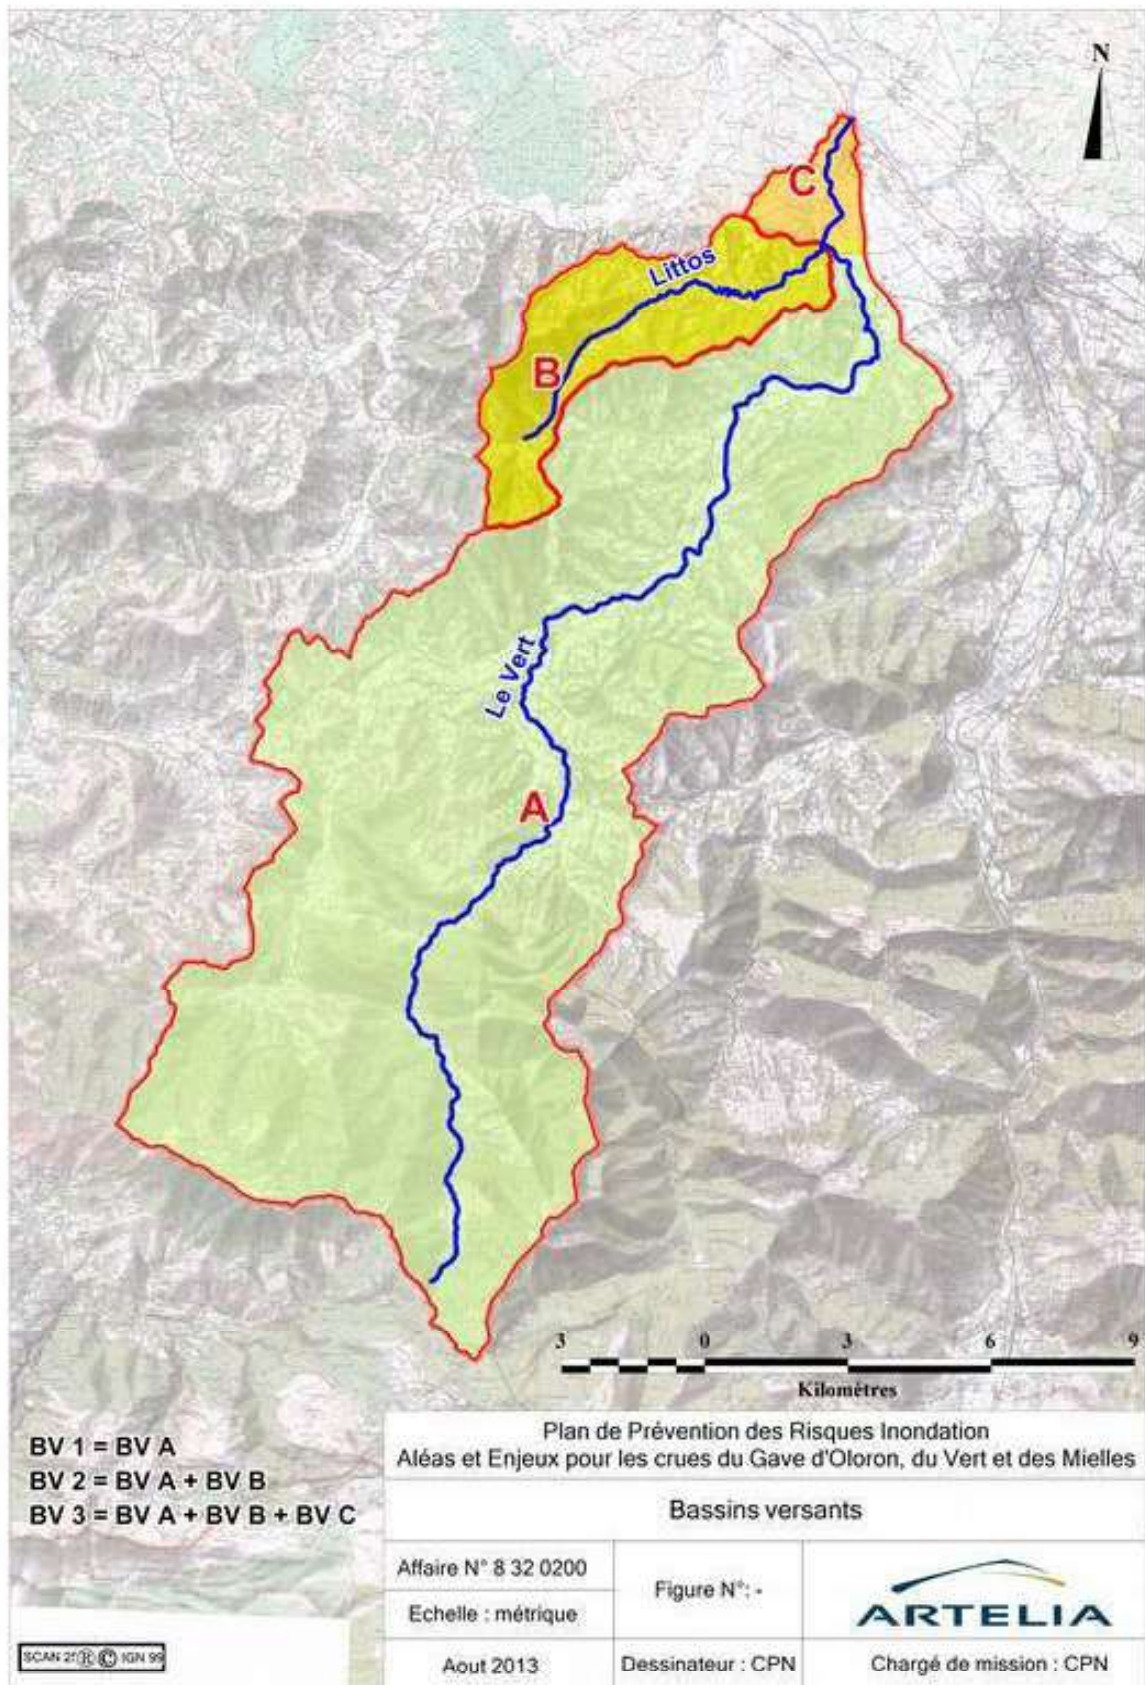 N
C
Littos
B
Le Vert
A
3 0 3 6 9
Kilomètres
BV 1 = BV A
BV 2 = BV A + BV B
BV 3 = BV A + BV B + BV C
Plan de Prévention des Risques Inondation
Aléas et Enjeux pour les crues du Gave d'Oloron, du Vert et des Mielles
Bassins versants
Affaire N° 8 32 0200
Figure N°: -
Echelle : métrique
ARTELIA
Aout 2013
Dessinateur : CPN
Chargé de mission : CPN
SCAN ® © IGN 99